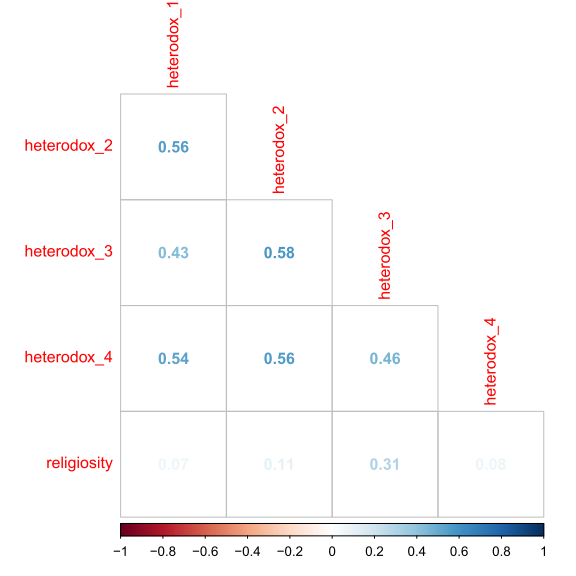 heterodox_1
heterodox_2
heterodox_2 0.56
heterodox_3
heterodox_3 0.43 0.58
heterodox_4
heterodox_4 0.54 0.56 0.46
religiosity 0.07 0.11 0.31 0.08
−1 −0.8 −0.6 −0.4 −0.2 0 0.2 0.4 0.6 0.8 1